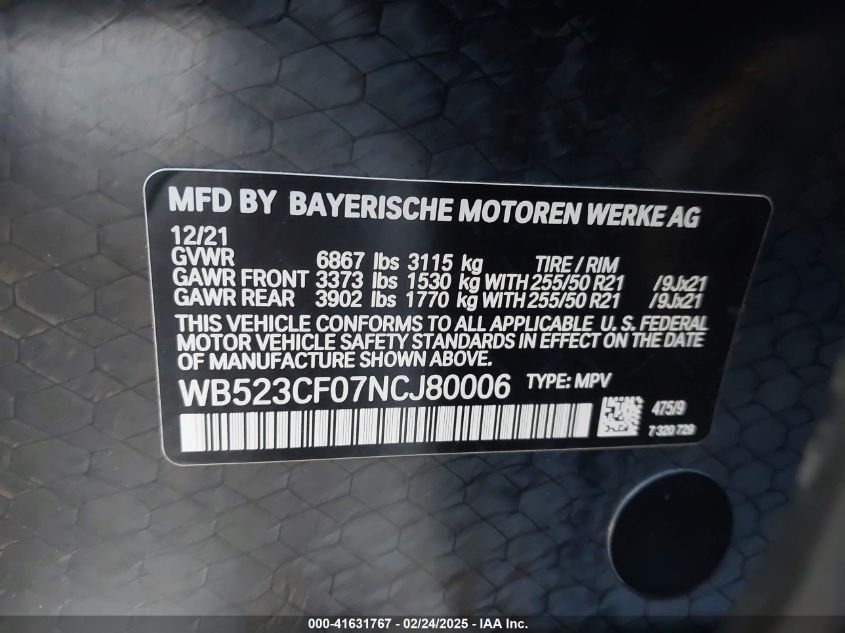 MFD BY BAYERISCHE MOTOREN WERKE AG
12/21
GVWR 6867 lbs 3115 kg TIRE / RIM
GAWR FRONT 3373 lbs 1530 kg WITH 255/50 R21 /9Jx21
GAWR REAR 3902 lbs 1770 kg WITH 255/50 R21 /9Jx21
THIS VEHICLE CONFORMS TO ALL APPLICABLE U. S. FEDERAL
MOTOR VEHICLE SAFETY STANDARDS IN EFFECT ON THE DATE
OF MANUFACTURE SHOWN ABOVE.
WB523CF07NCJ80006 TYPE: MPV
475/9
7 320 729
000-41631767 / 02/24/2025 - IAA Inc.